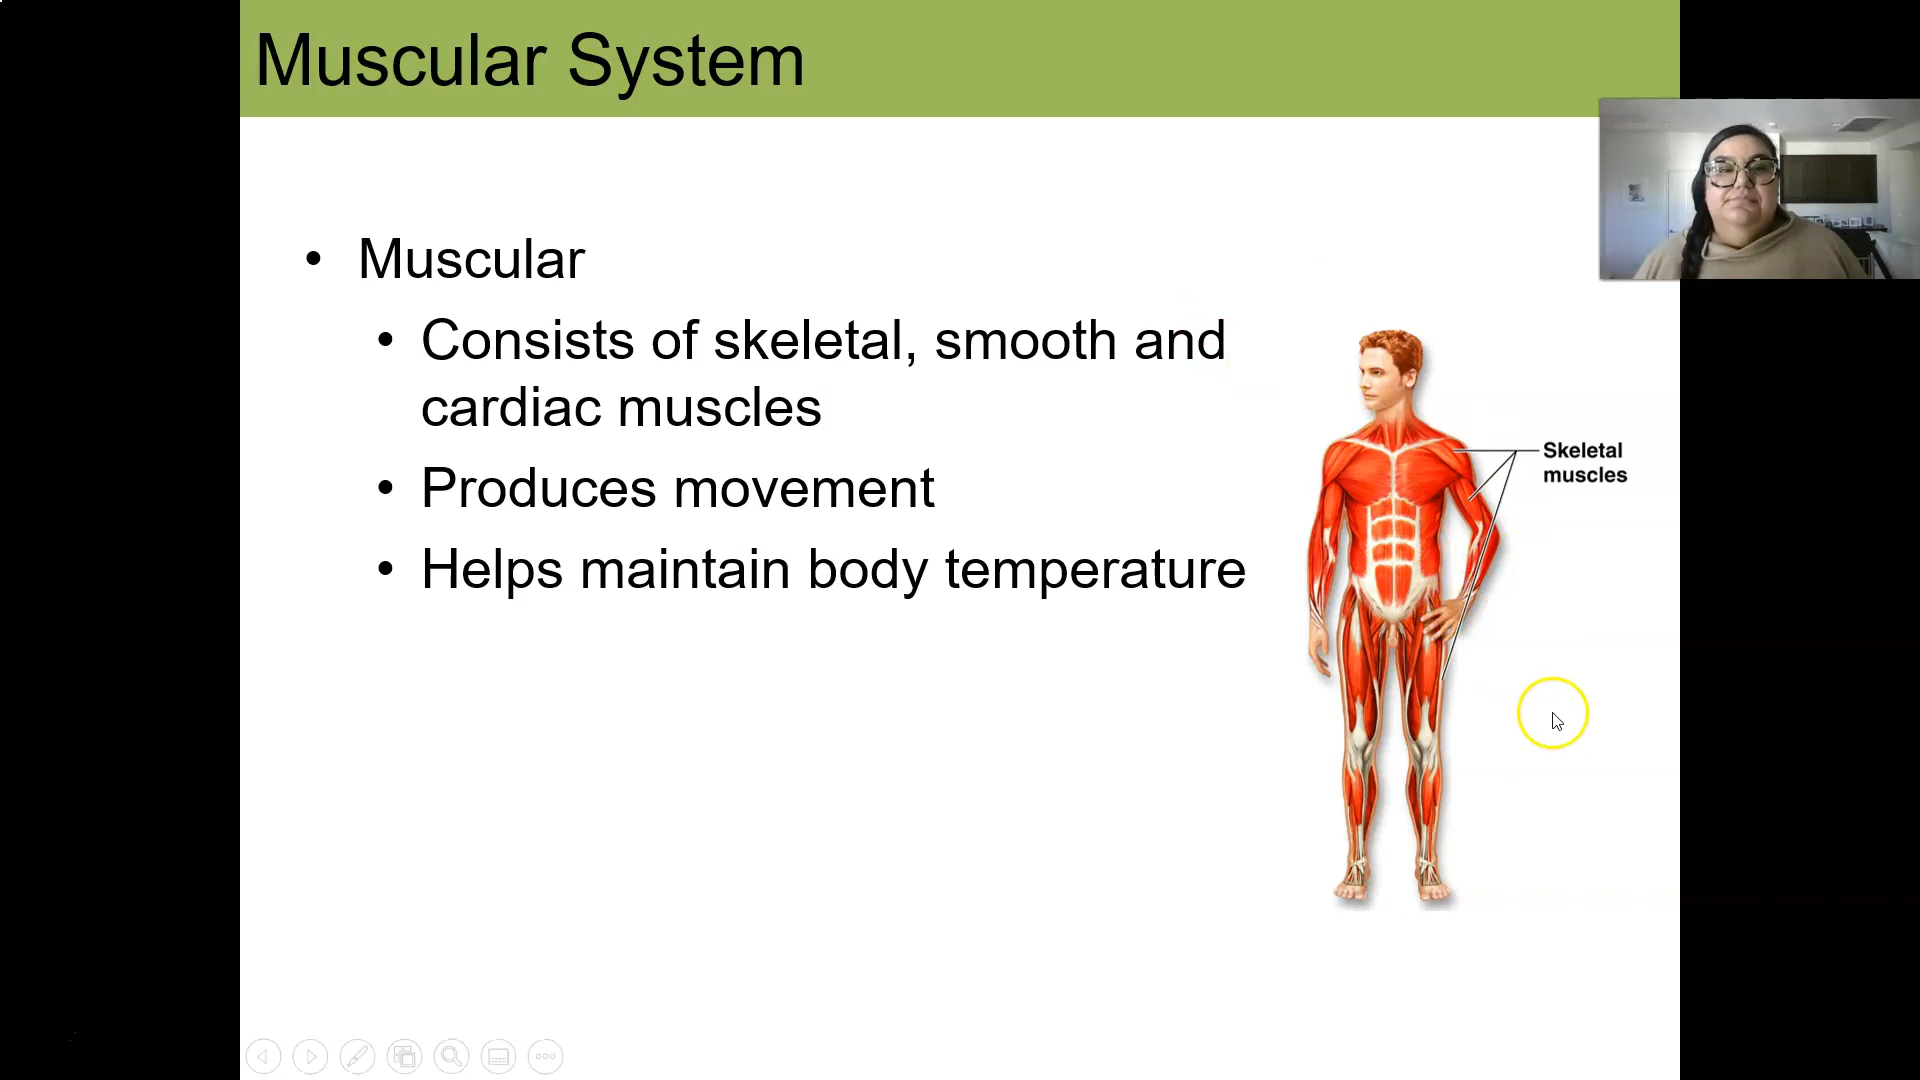 Muscular System
• Muscular
• Consists of skeletal, smooth and
cardiac muscles
• Produces movement
• Helps maintain body temperature
Skeletal
muscles